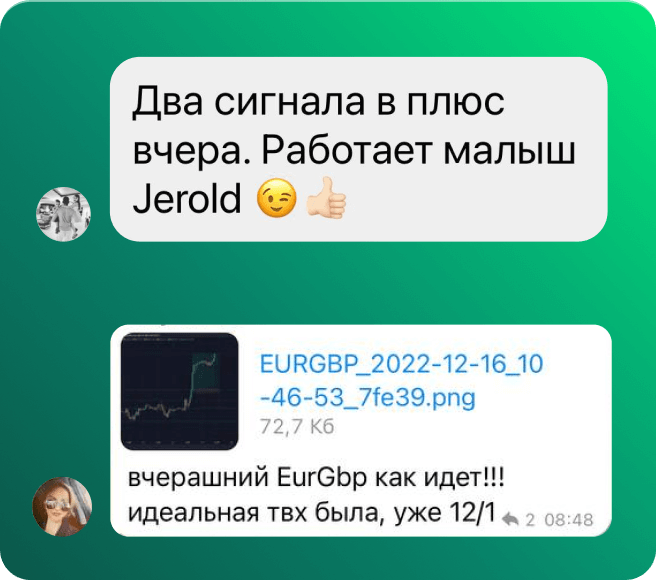 Два сигнала в плюс
вчера. Работает малыш
Jerold 😉👍🏻
EURGBP_2022-12-16_10
-46-53_7fe39.png
72,7 Кб
вчерашний EurGbp как идет!!!
идеальная твх была, уже 12/1 2 08:48